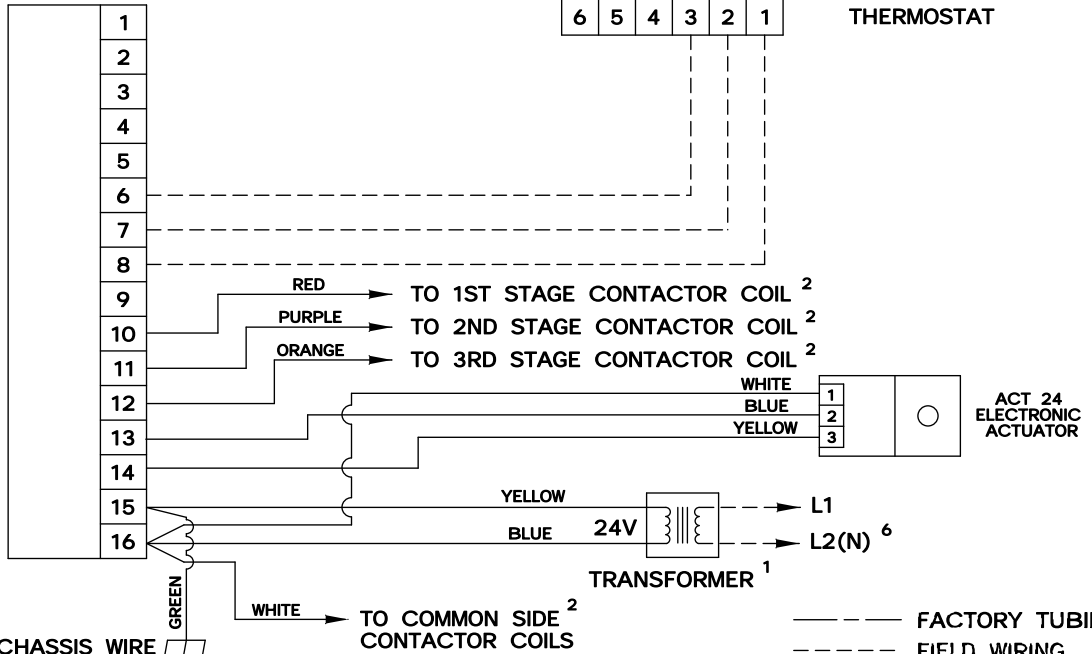 6 5 4 3 2 1
THERMOSTAT
1
2
3
4
5
6
7
8
9
10
11
12
13
14
15
16
RED
TO 1ST STAGE CONTACTOR COIL 2
PURPLE
TO 2ND STAGE CONTACTOR COIL 2
ORANGE
TO 3RD STAGE CONTACTOR COIL 2
WHITE
BLUE
YELLOW
1
2
3
ACT 24
ELECTRONIC
ACTUATOR
YELLOW
BLUE
24V
L1
L2(N) 6
TRANSFORMER 1
GREEN
WHITE
TO COMMON SIDE 2
CONTACTOR COILS
CHASSIS WIRE
FACTORY TUBI
FIELD WIRING